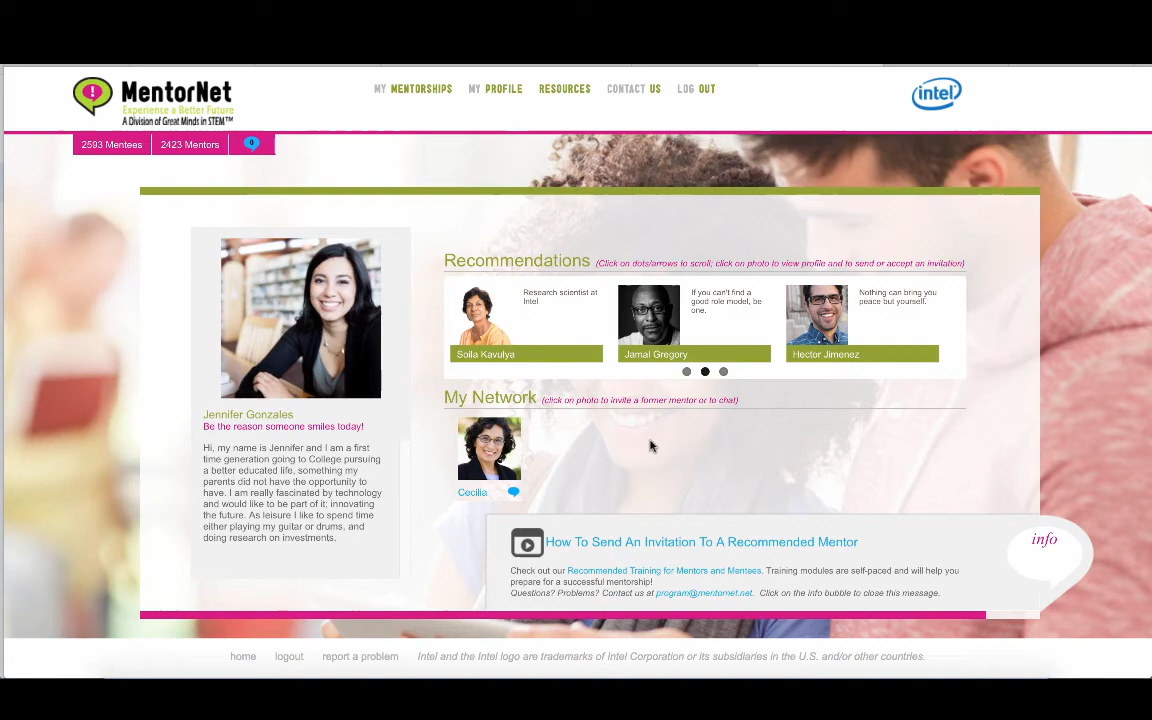 MentorNet
Experience a Better Future
A Division of Great Minds in STEM™
MY MENTORSHIPS MY PROFILE RESOURCES CONTACT US LOG OUT
intel
2593 Mentees 2423 Mentors 0
Jennifer Gonzales
Be the reason someone smiles today!
Hi, my name is Jennifer and I am a first
time generation going to College pursuing
a better educated life, something my
parents did not have the opportunity to
have. I am really fascinated by technology
and would like to be part of it: innovating
the future. As leisure I like to spend time
either playing my guitar or drums, and
doing research on investments.
Recommendations (Click on dots/arrows to scroll; click on photo to view profile and to send or accept an invitation)
Research scientist at
Intel
Soila Kavulya
If you can't find a
good role model, be
one.
Jamal Gregory
Nothing can bring you
peace but yourself.
Hector Jimenez
My Network (click on photo to invite a former mentor or to chat)
Cecilia
How To Send An Invitation To A Recommended Mentor
Check out our Recommended Training for Mentors and Mentees. Training modules are self-paced and will help you
prepare for a successful mentorship!
Questions? Problems? Contact us at program@mentornet.net. Click on the info bubble to close this message.
info
home logout report a problem Intel and the Intel logo are trademarks of Intel Corporation or its subsidiaries in the U.S. and/or other countries.